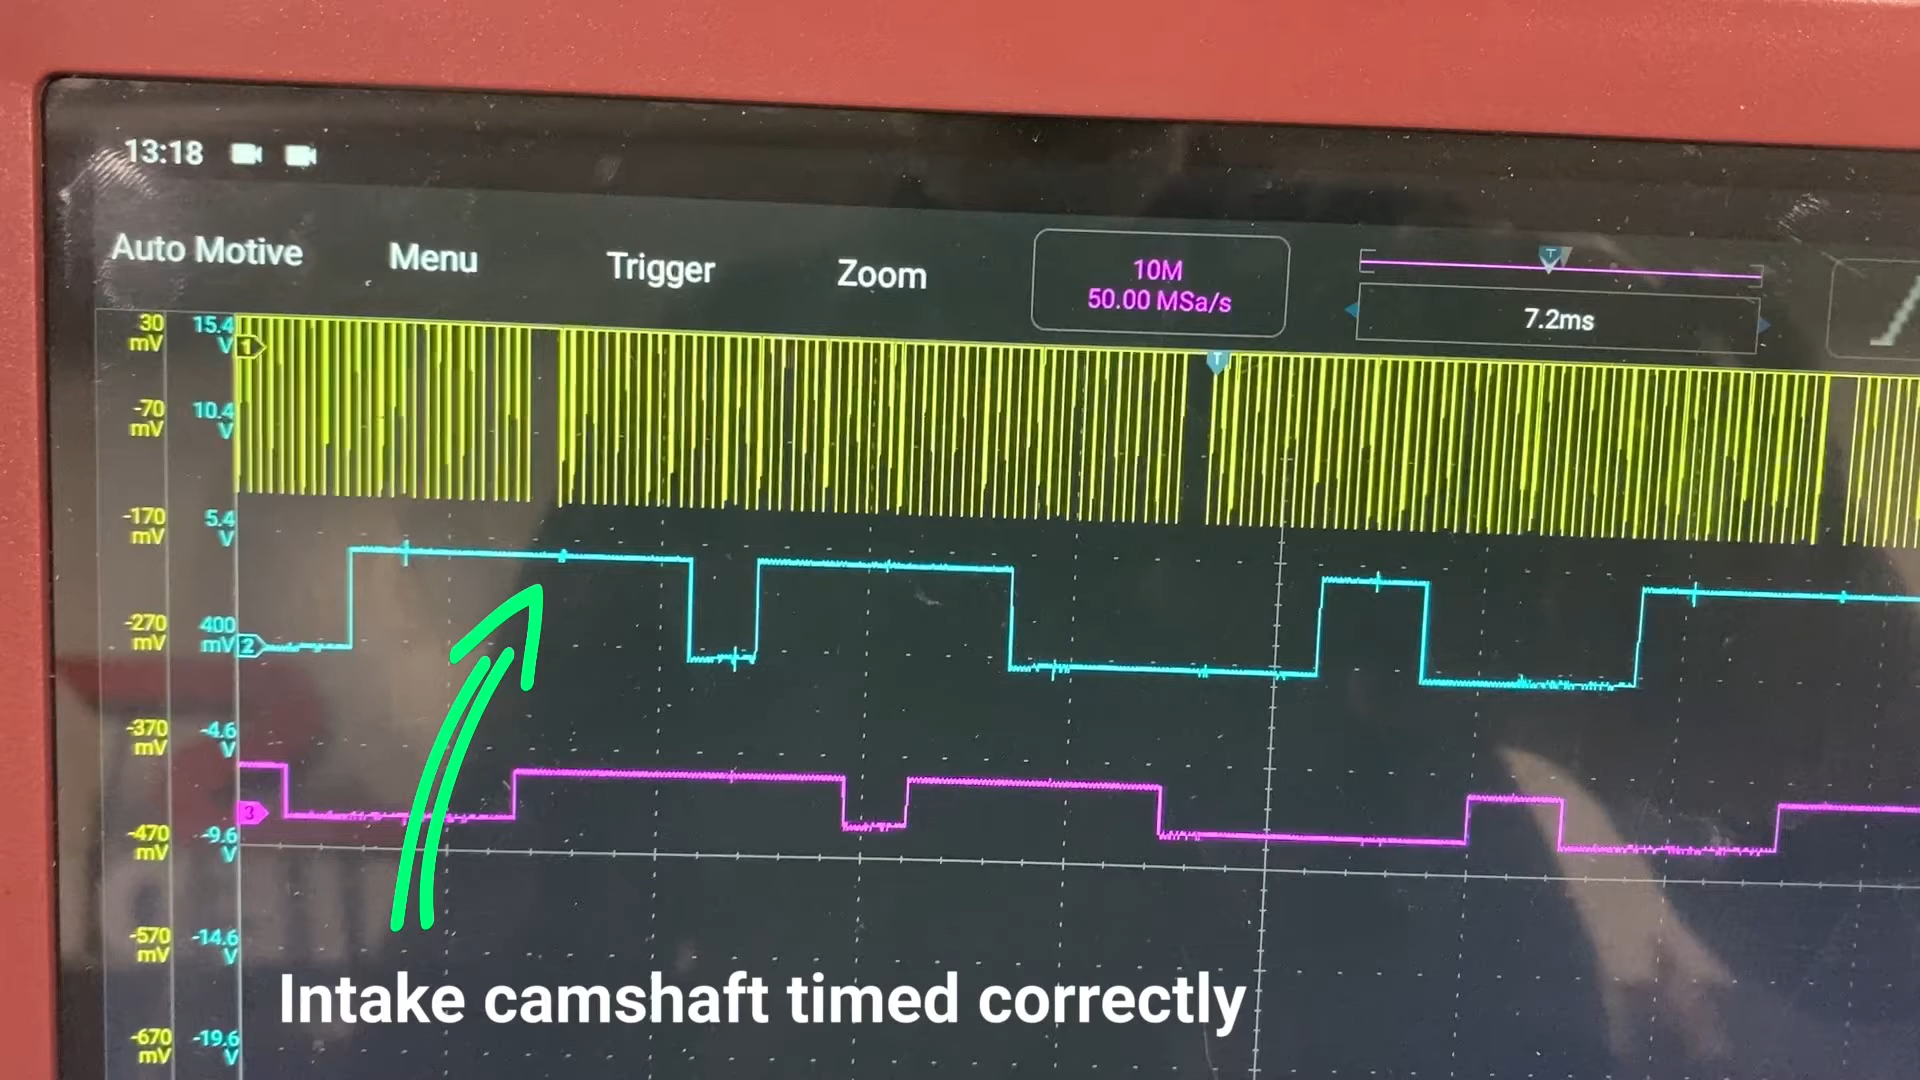 13:18
Auto Motive
Menu
Trigger
Zoom
10M
50.00 MSa/s
T
7.2ms
30 mV
15.4 V
1
T
-70 mV
10.4 V
-170 mV
5.4 V
-270 mV
400 mV
2
-370 mV
-4.6 V
3
-470 mV
-9.6 V
-570 mV
-14.6 V
-670 mV
-19.6 V
Intake camshaft timed correctly